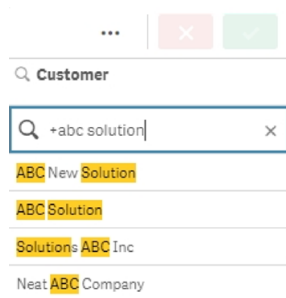 Customer
+abc solution
ABC New Solution
ABC Solution
Solutions ABC Inc
Neat ABC Company